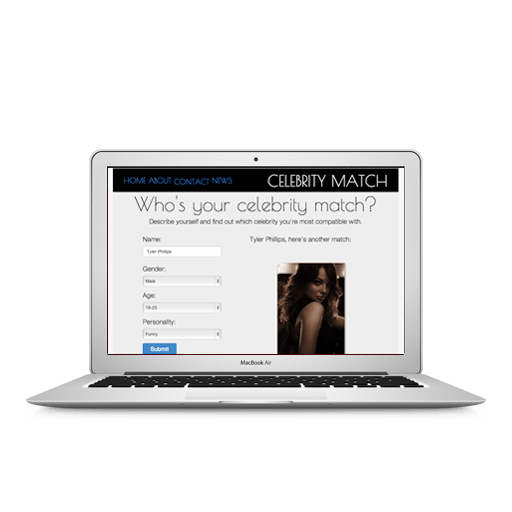 HOME ABOUT CONTACT NEWS
CELEBRITY MATCH
Who's your celebrity match?
Describe yourself and find out which celebrity you're most compatible with.
Name:
Tyler Phillips
Gender:
Male
Age:
18-25
Personality:
Funny
Submit
Tyler Phillips, here's another match:
MacBook Air